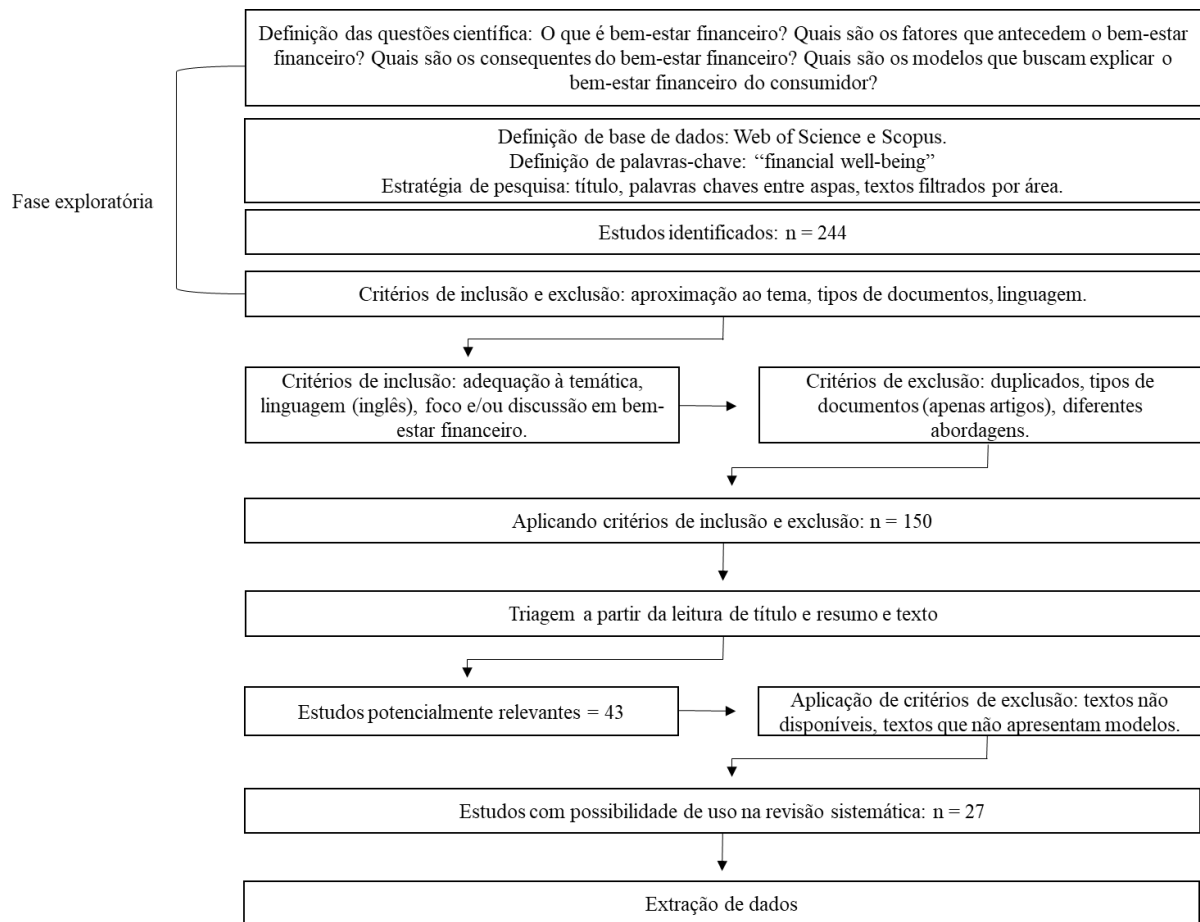 Definição das questões científica: O que é bem-estar financeiro? Quais são os fatores que antecedem o bem-estar
financeiro? Quais são os consequentes do bem-estar financeiro? Quais são os modelos que buscam explicar o
bem-estar financeiro do consumidor?
Definição de base de dados: Web of Science e Scopus.
Definição de palavras-chave: “financial well-being”
Estratégia de pesquisa: título, palavras chaves entre aspas, textos filtrados por área.
Fase exploratória
Estudos identificados: n = 244
Critérios de inclusão e exclusão: aproximação ao tema, tipos de documentos, linguagem.
Critérios de inclusão: adequação à temática,
linguagem (inglês), foco e/ou discussão em bem-
estar financeiro.
Critérios de exclusão: duplicados, tipos de
documentos (apenas artigos), diferentes
abordagens.
Aplicando critérios de inclusão e exclusão: n = 150
Triagem a partir da leitura de título e resumo e texto
Estudos potencialmente relevantes = 43
Aplicação de critérios de exclusão: textos não
disponíveis, textos que não apresentam modelos.
Estudos com possibilidade de uso na revisão sistemática: n = 27
Extração de dados